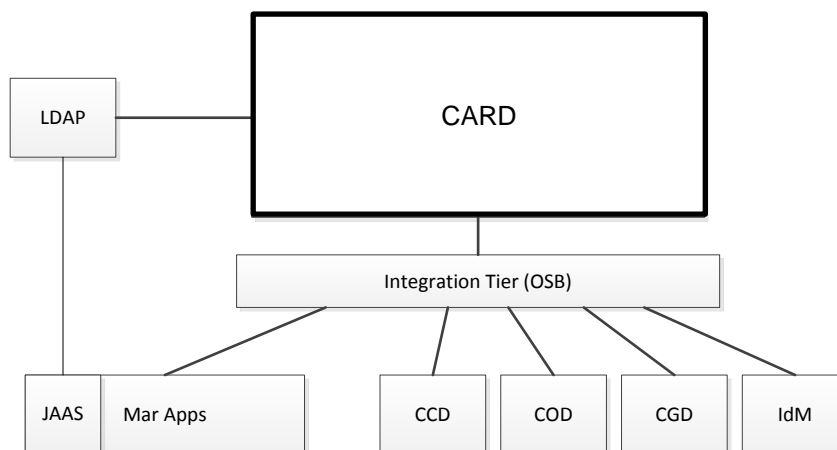 CARD
LDAP
Integration Tier (OSB)
JAAS
Mar Apps
CCD
COD
CGD
IdM